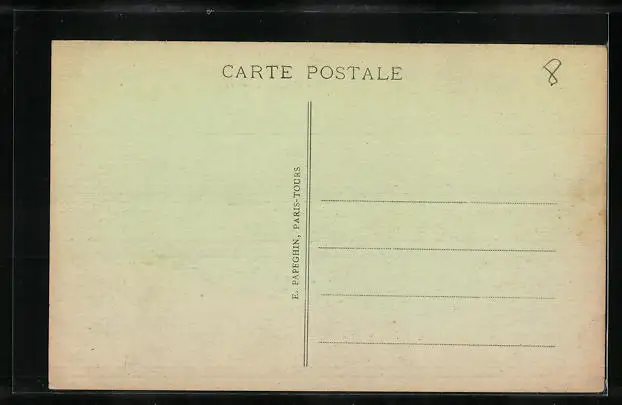 CARTE POSTALE
8
E. PAPEGHIN, PARIS-TOURS